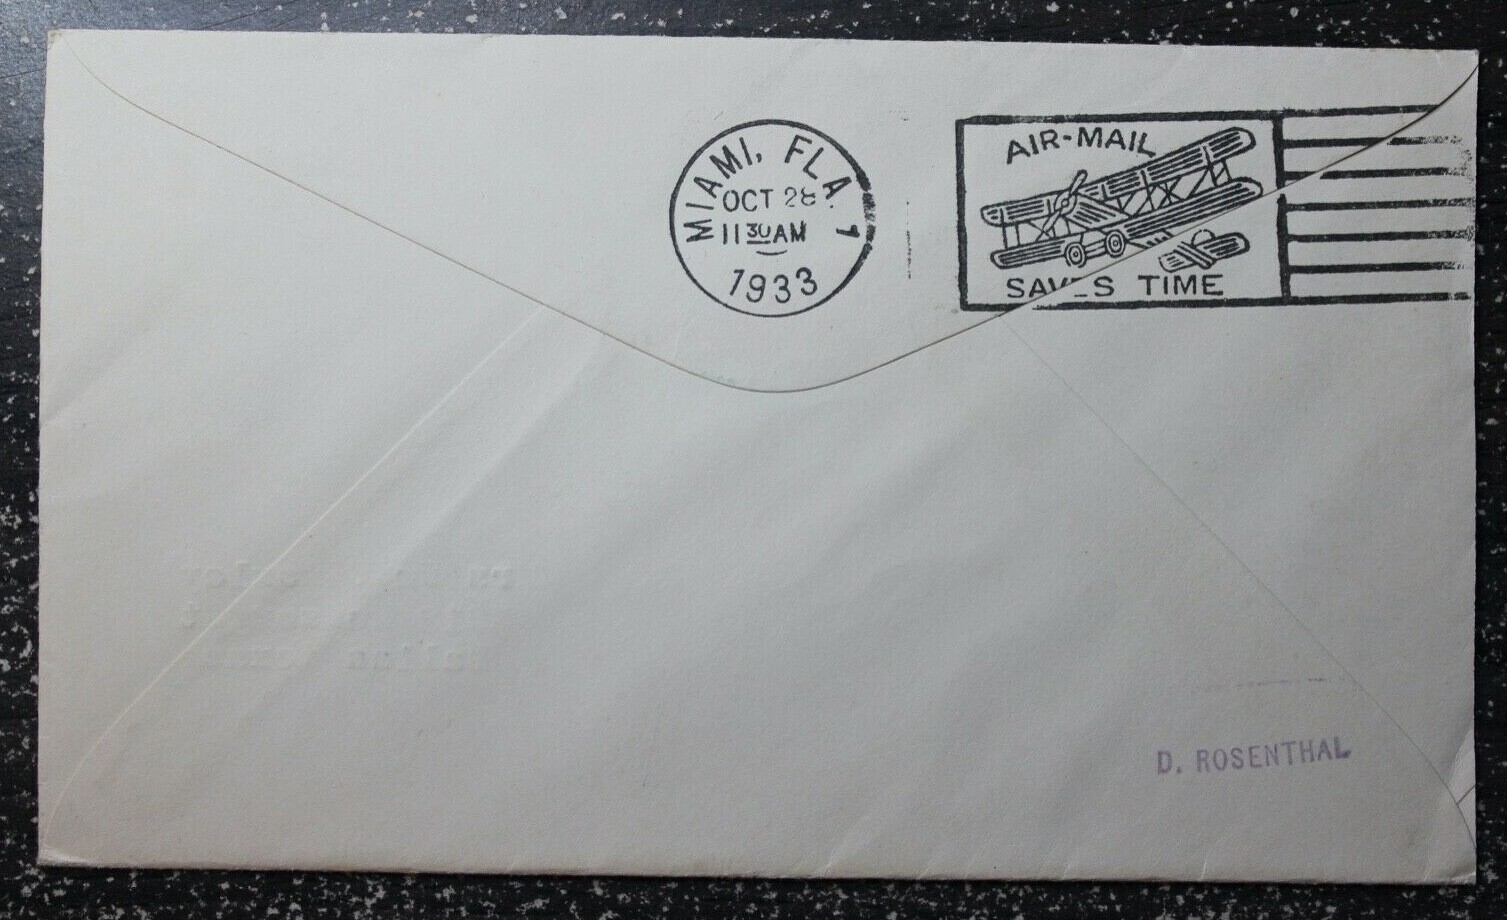 MIAMI, FLA. 1
OCT 28
11 30 AM
1933
AIR-MAIL
SAVES TIME
D. ROSENTHAL